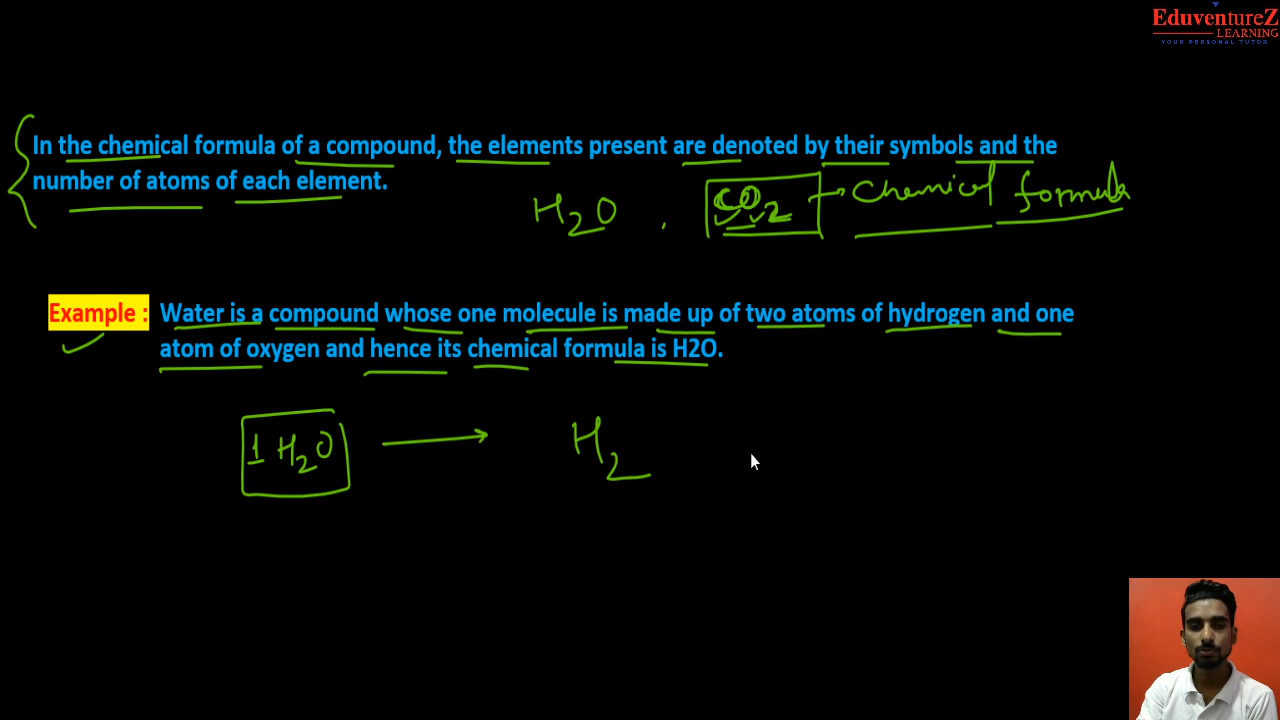 EduventureZ
LEARNING
YOUR PERSONAL TUTOR
In the chemical formula of a compound, the elements present are denoted by their symbols and the
number of atoms of each element.
H2O , CO2 → Chemical formula
Example : Water is a compound whose one molecule is made up of two atoms of hydrogen and one
atom of oxygen and hence its chemical formula is H2O.
1 H2O → H2